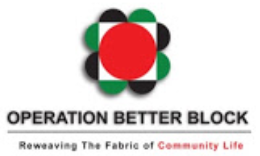 OPERATION BETTER BLOCK
Reweaving The Fabric of Community Life